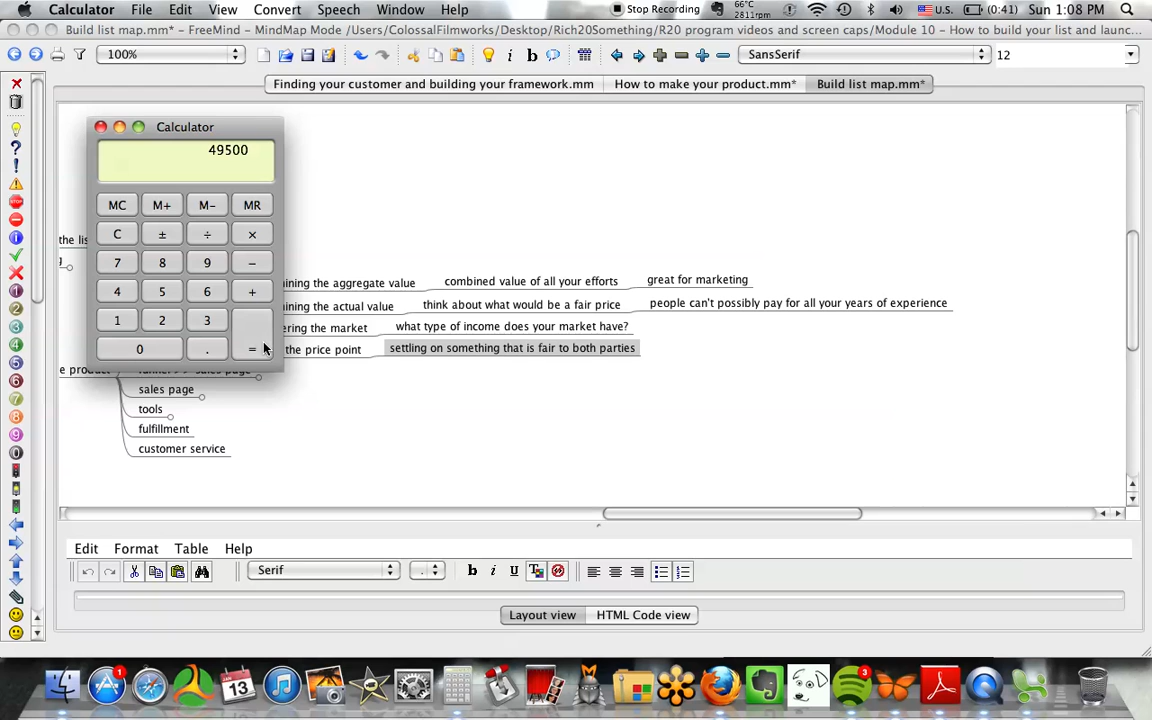 Calculator File Edit View Convert Speech Window Help Stop Recording 66°C 2811rpm U.S. (0:41) Sun 1:08 PM
Build list map.mm* - FreeMind - MindMap Mode /Users/ColossalFilmworks/Desktop/Rich20Something/R20 program videos and screen caps/Module 10 - How to build your list and launc...
100% SansSerif 12
Finding your customer and building your framework.mm How to make your product.mm* Build list map.mm*
Calculator
49500
MC M+ M- MR
C ± ÷ ×
7 8 9 −
4 5 6 +
1 2 3
0 . =
the lis
g
ining the aggregate value combined value of all your efforts great for marketing
ining the actual value think about what would be a fair price people can't possibly pay for all your years of experience
ering the market what type of income does your market have?
the price point settling on something that is fair to both parties
e product sales page
sales page
tools
fulfillment
customer service
Edit Format Table Help
Serif .
Layout view HTML Code view
1 JAN 13 3